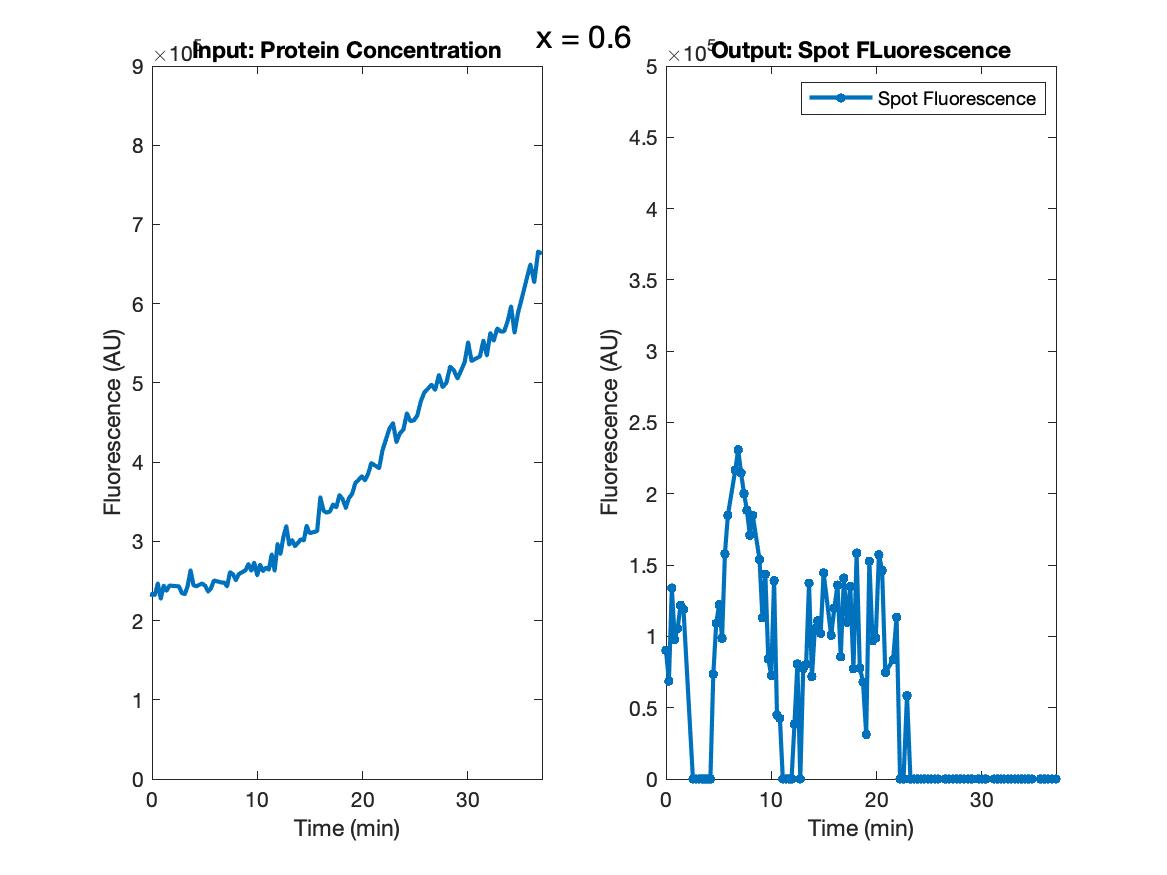 x = 0.6
×10⁵
Input: Protein Concentration
9
8
7
6
5
4
3
2
1
0
Fluorescence (AU)
0 10 20 30
Time (min)
×10⁵
Output: Spot FLuorescence
Spot Fluorescence
5
4.5
4
3.5
3
2.5
2
1.5
1
0.5
0
Fluorescence (AU)
0 10 20 30
Time (min)